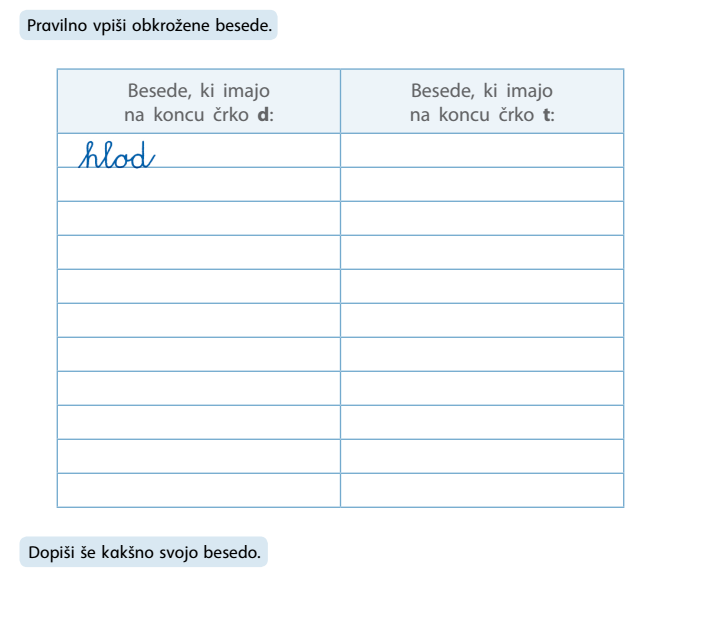 Pravilno vpiši obkrožene besede.
Besede, ki imajo
na koncu črko d:
Besede, ki imajo
na koncu črko t:
hlod
Dopiši še kakšno svojo besedo.